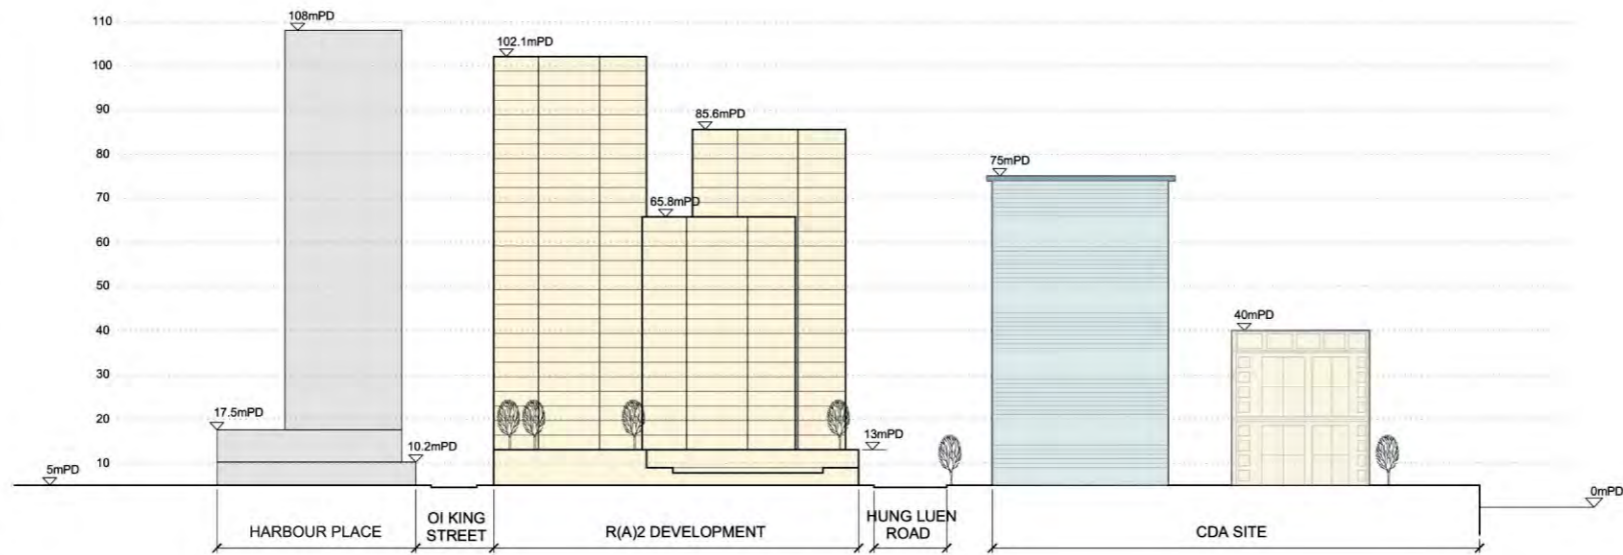 110
108mPD
102.1mPD
100
90
85.6mPD
80
75mPD
70
65.8mPD
60
50
40
40mPD
30
20
17.5mPD
13mPD
10.2mPD
10
5mPD
0mPD
HARBOUR PLACE
OI KING
STREET
R(A)2 DEVELOPMENT
HUNG LUEN
ROAD
CDA SITE